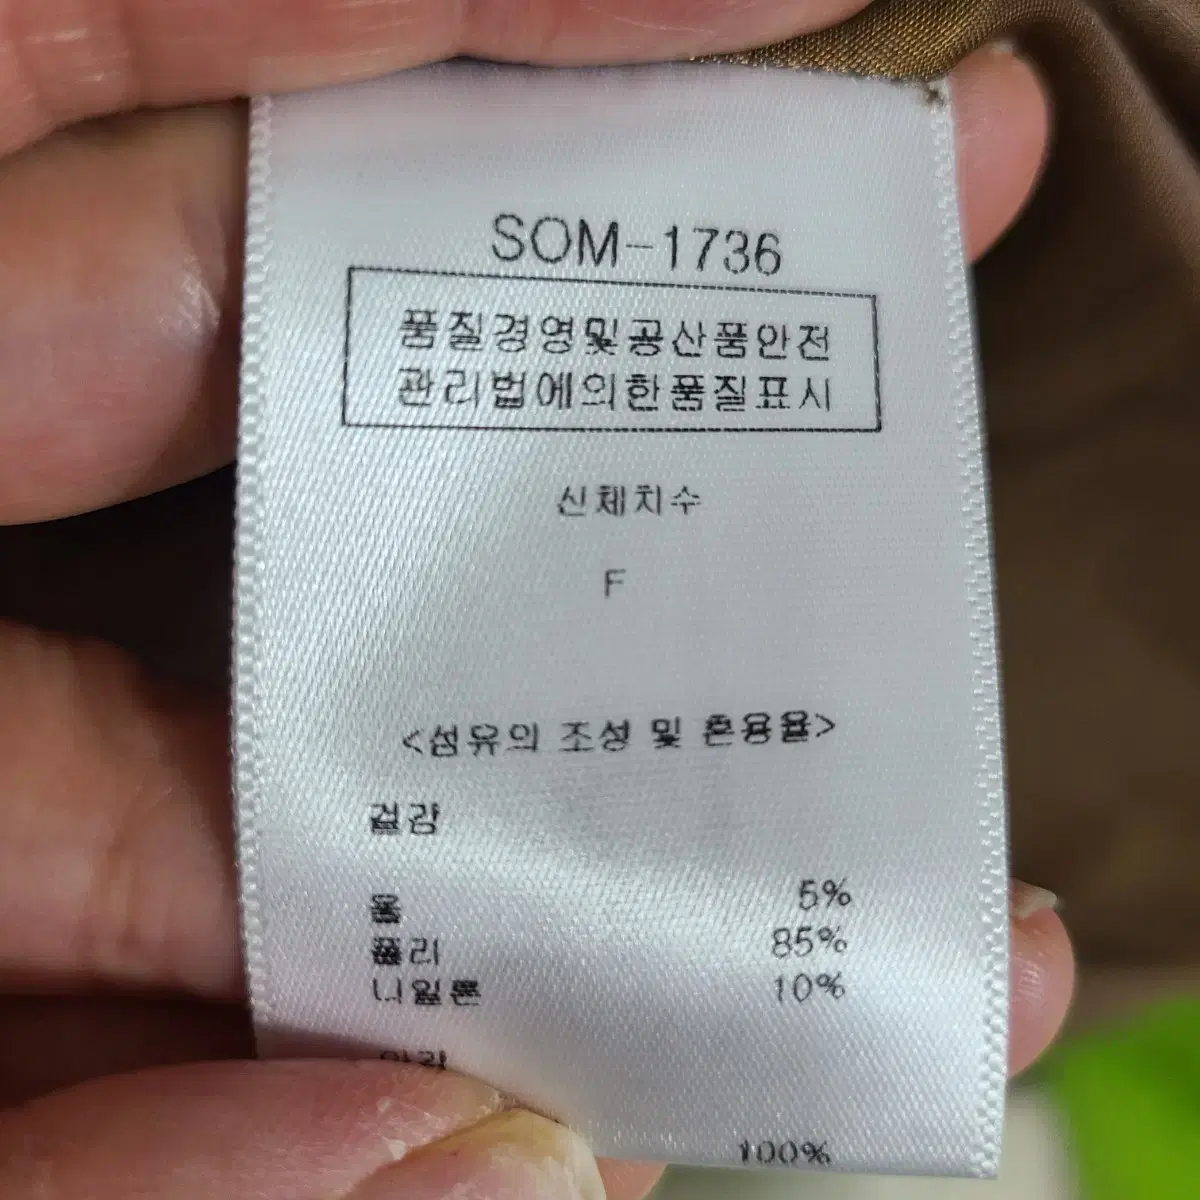 SOM-1736
품질경영및공산품안전
관리법에의한품질표시
신체치수
F
<섬유의 조성 및 혼용율>
겉감
울 5%
폴리 85%
나일론 10%
안감
100%